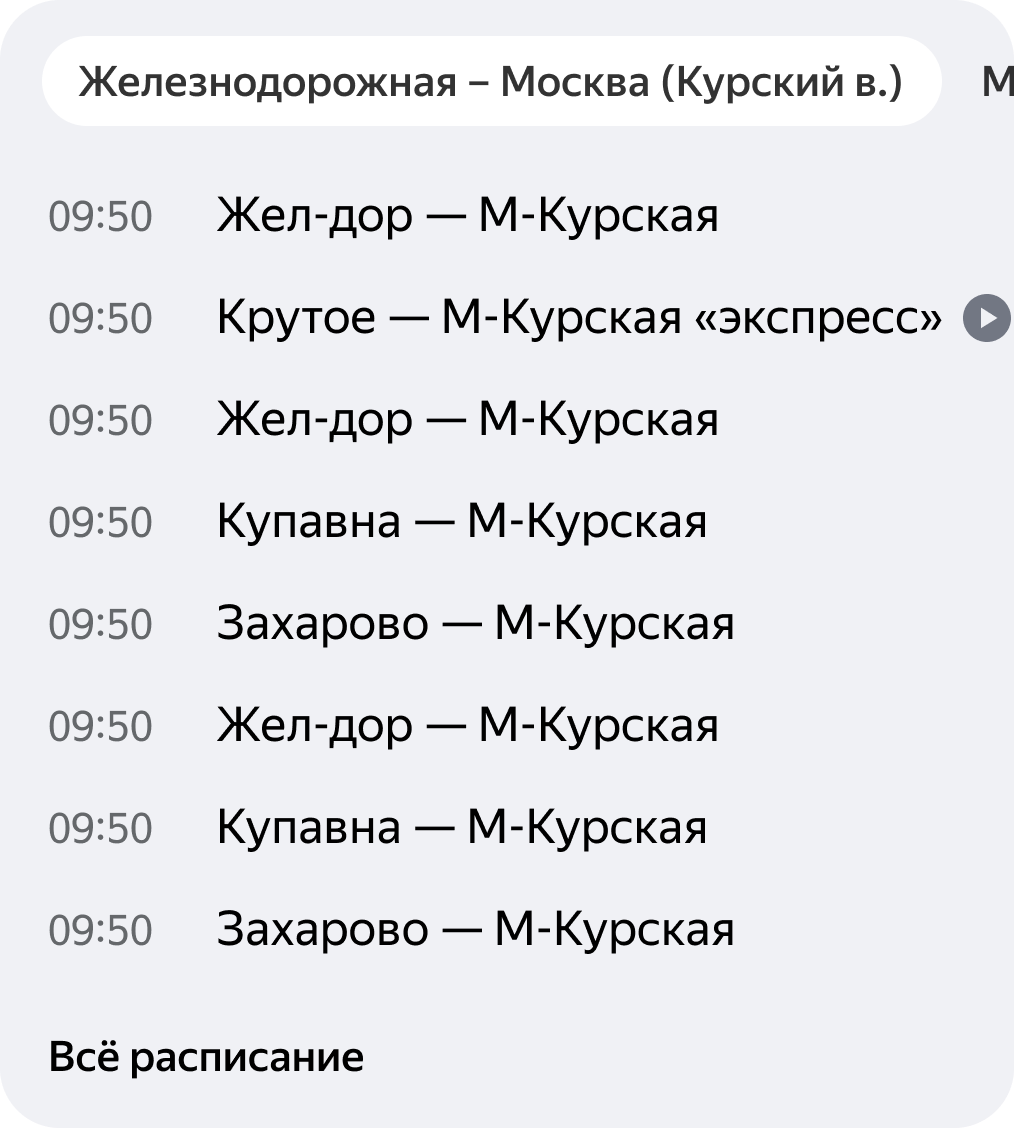 Железнодорожная – Москва (Курский в.) М
09:50 Жел-дор — М-Курская
09:50 Крутое — М-Курская «экспресс»
09:50 Жел-дор — М-Курская
09:50 Купавна — М-Курская
09:50 Захарово — М-Курская
09:50 Жел-дор — М-Курская
09:50 Купавна — М-Курская
09:50 Захарово — М-Курская
Всё расписание